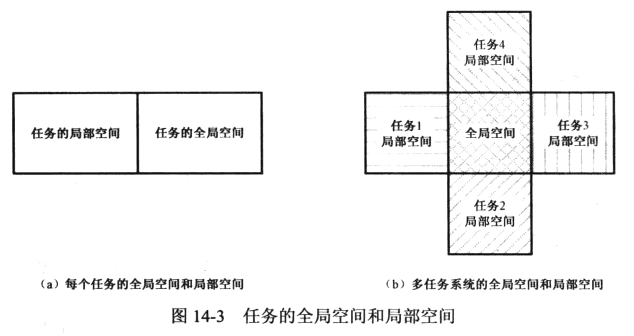 任务4
局部空间
任务的局部空间
任务的全局空间
任务1
局部空间
全局空间
任务3
局部空间
任务2
局部空间
（a）每个任务的全局空间和局部空间
（b）多任务系统的全局空间和局部空间
图 14-3 任务的全局空间和局部空间